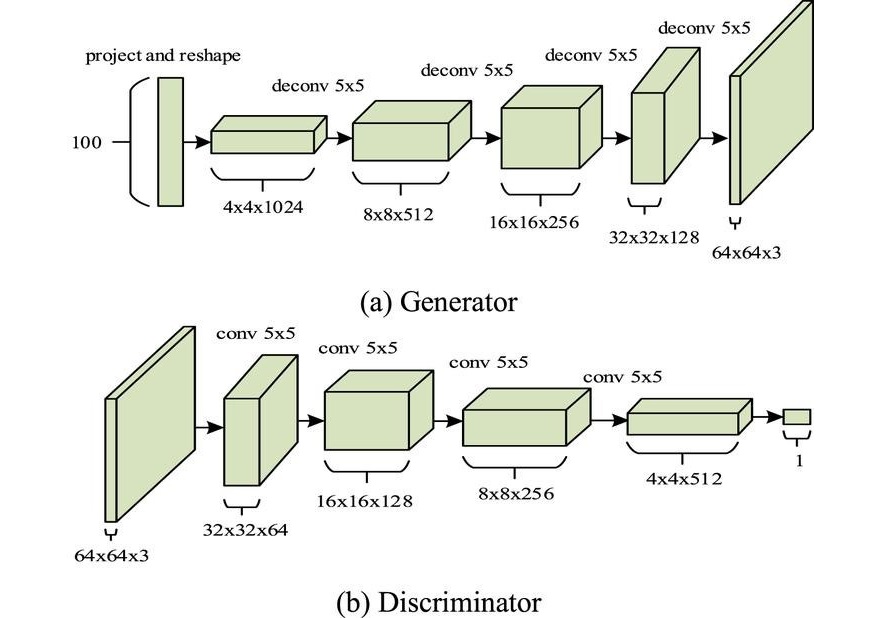 deconv 5x5
project and reshape
deconv 5x5
deconv 5x5
deconv 5x5
100
4x4x1024
8x8x512
16x16x256
32x32x128
64x64x3
(a) Generator
conv 5x5
conv 5x5
conv 5x5
conv 5x5
1
4x4x512
8x8x256
16x16x128
32x32x64
64x64x3
(b) Discriminator